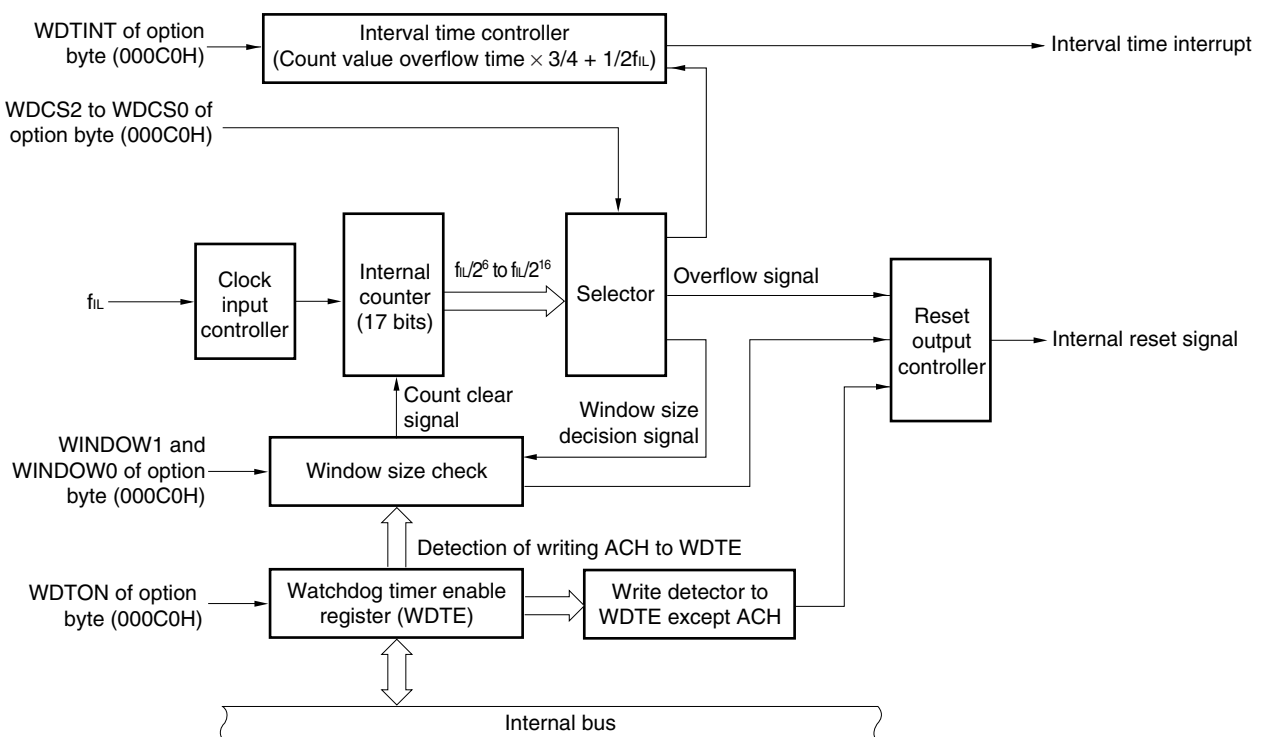 WDTINT of option
byte (000C0H)
Interval time controller
(Count value overflow time × 3/4 + 1/2fIL)
Interval time interrupt
WDCS2 to WDCS0 of
option byte (000C0H)
fIL
Clock
input
controller
Internal
counter
(17 bits)
fIL/2⁶ to fIL/2¹⁶
Selector
Overflow signal
Reset
output
controller
Internal reset signal
Count clear
signal
Window size
decision signal
WINDOW1 and
WINDOW0 of option
byte (000C0H)
Window size check
Detection of writing ACH to WDTE
WDTON of option
byte (000C0H)
Watchdog timer enable
register (WDTE)
Write detector to
WDTE except ACH
Internal bus